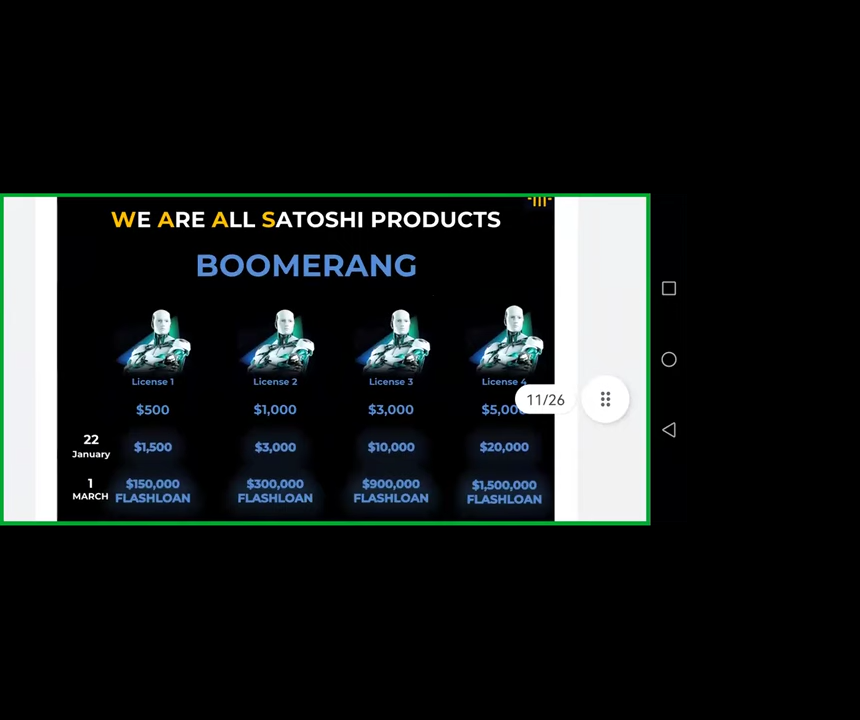 WE ARE ALL SATOSHI PRODUCTS
BOOMERANG
License 1 License 2 License 3 License 4
$500 $1,000 $3,000 $5,00
11/26
22 January $1,500 $3,000 $10,000 $20,000
1 MARCH $150,000 FLASHLOAN $300,000 FLASHLOAN $900,000 FLASHLOAN $1,500,000 FLASHLOAN